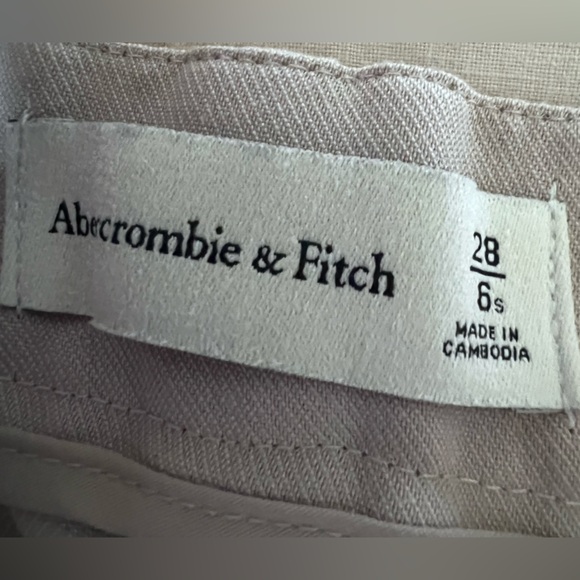 Abercrombie & Fitch
28
6s
MADE IN
CAMBODIA